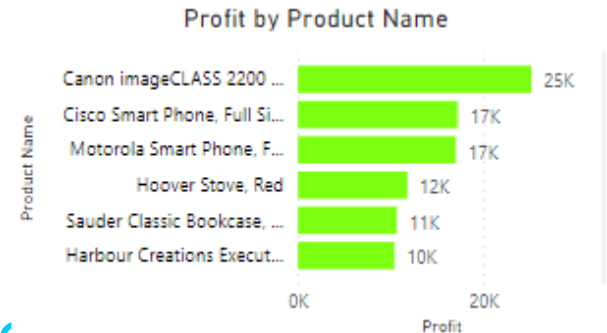 Profit by Product Name
Product Name
Canon imageCLASS 2200 ... 25K
Cisco Smart Phone, Full Si... 17K
Motorola Smart Phone, F... 17K
Hoover Stove, Red 12K
Sauder Classic Bookcase, ... 11K
Harbour Creations Execut... 10K
0K 20K
Profit